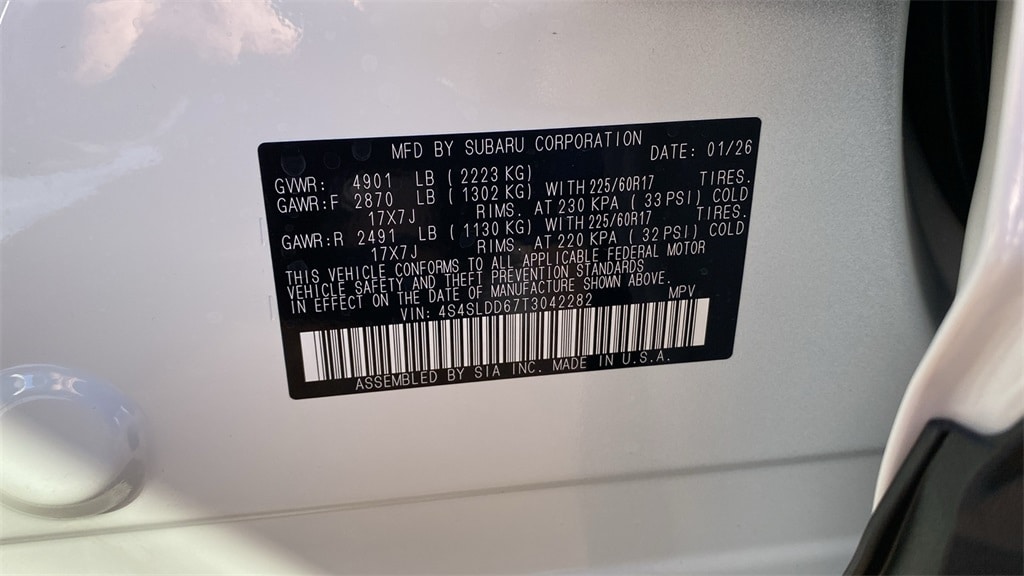 MFD BY SUBARU CORPORATION DATE: 01/26
GVWR: 4901 LB ( 2223 KG)
GAWR:F 2870 LB ( 1302 KG) WITH 225/60R17 TIRES.
17X7J RIMS. AT 230 KPA ( 33 PSI) COLD
GAWR:R 2491 LB ( 1130 KG) WITH 225/60R17 TIRES.
17X7J RIMS. AT 220 KPA ( 32 PSI) COLD
THIS VEHICLE CONFORMS TO ALL APPLICABLE FEDERAL MOTOR
VEHICLE SAFETY AND THEFT PREVENTION STANDARDS
IN EFFECT ON THE DATE OF MANUFACTURE SHOWN ABOVE.
VIN: 4S4SLDD67T3042282 MPV
ASSEMBLED BY SIA INC. MADE IN U.S.A.